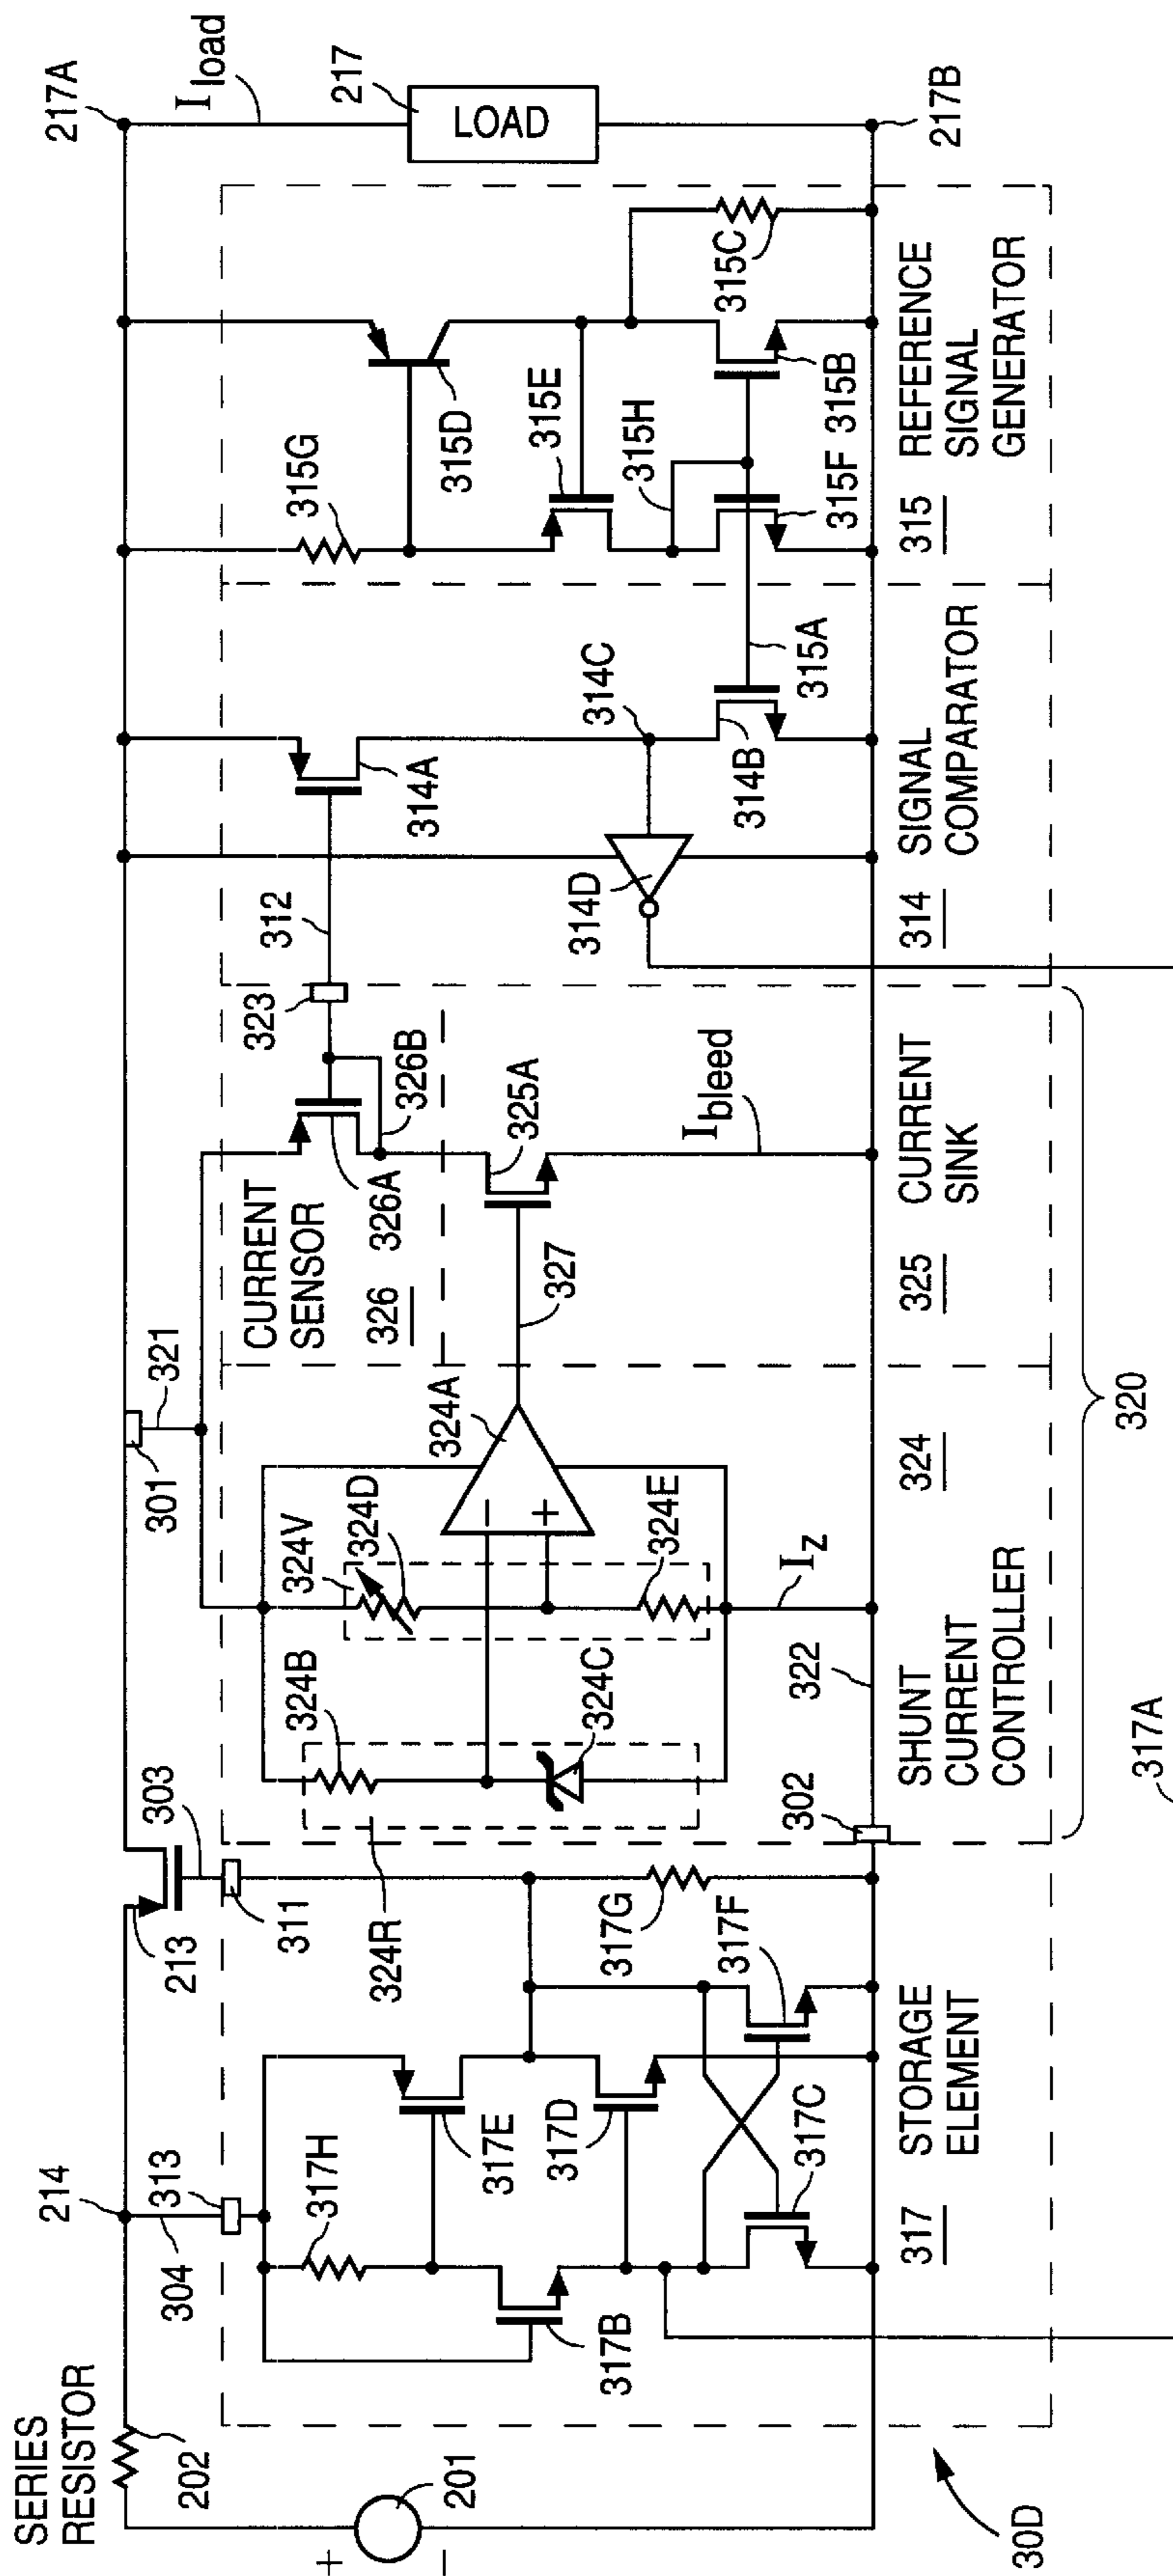 SERIES
RESISTOR
202
+
−
201
30D
214
304
313
317H
317E
317B
317D
317C
317F
317G
317
STORAGE
ELEMENT
213
303
311
324R
302
317A
301
321
324B
324V
324D
324C
324E
324A
−
+
I_Z
322
SHUNT
CURRENT
CONTROLLER
324
320
CURRENT
SENSOR
326
326A
326B
327
325A
I_bleed
CURRENT
SINK
325
323
312
314A
314C
314D
314B
315A
SIGNAL
COMPARATOR
314
315G
315D
315E
315H
315F
315B
315C
REFERENCE
SIGNAL
GENERATOR
315
217A
I_load
217
LOAD
217B